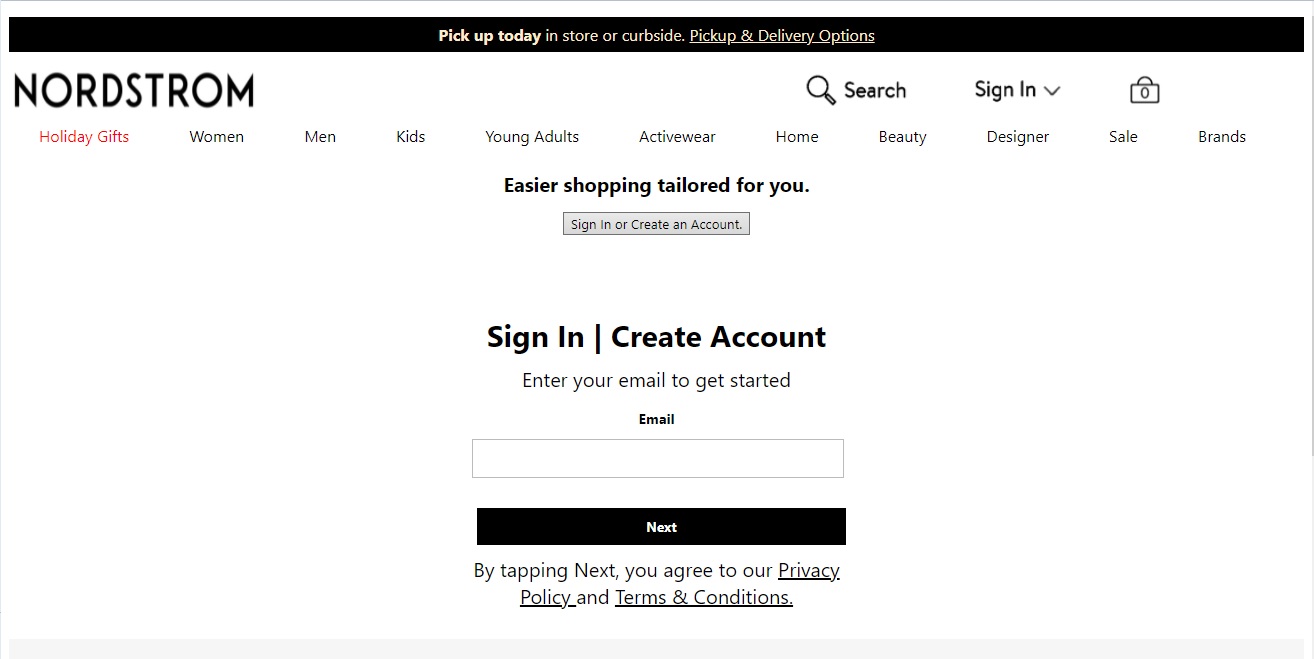 Pick up today in store or curbside. Pickup & Delivery Options
NORDSTROM
Search
Sign In
0
Holiday Gifts Women Men Kids Young Adults Activewear Home Beauty Designer Sale Brands
Easier shopping tailored for you.
Sign In or Create an Account.
Sign In | Create Account
Enter your email to get started
Email
Next
By tapping Next, you agree to our Privacy
Policy and Terms & Conditions.